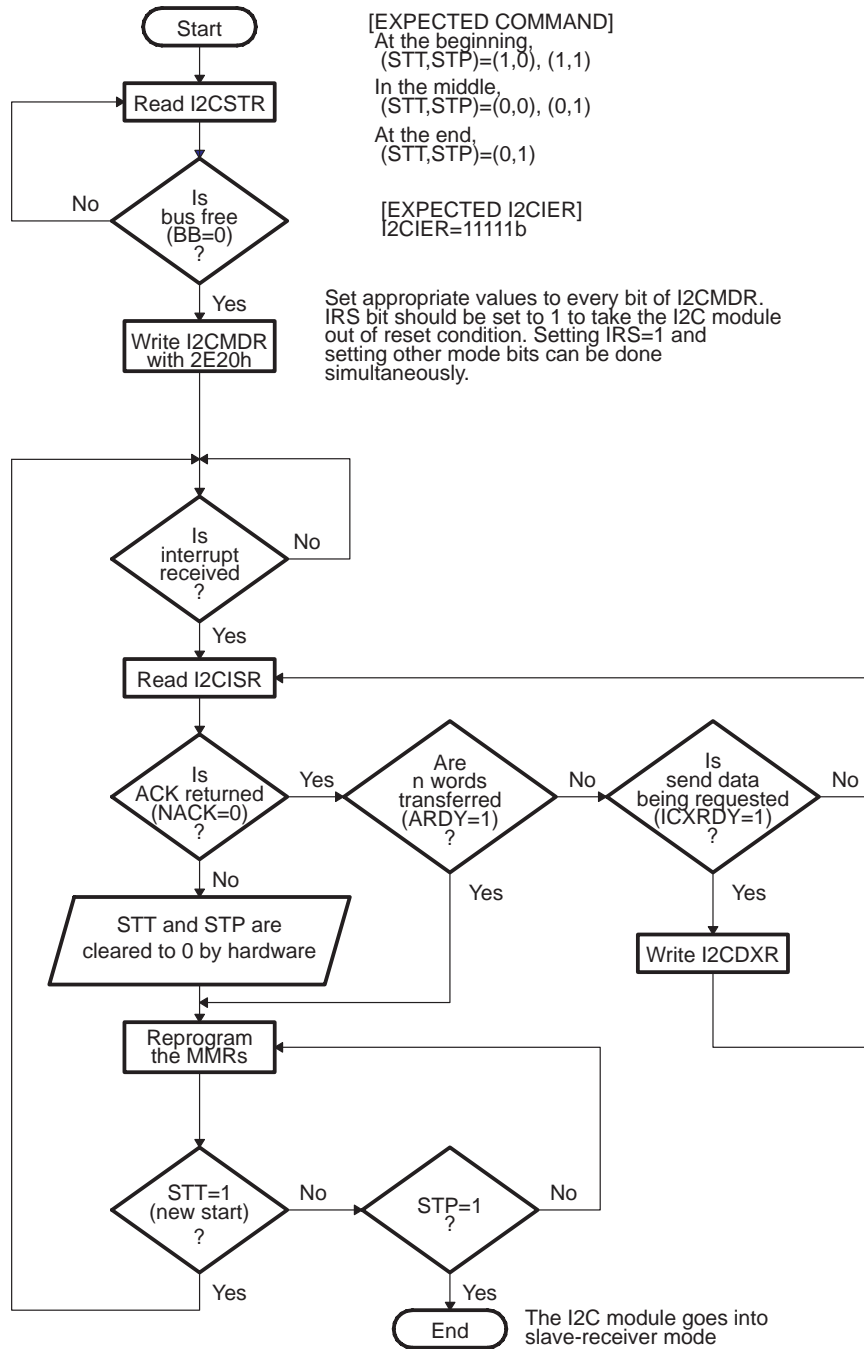 Start
[EXPECTED COMMAND]
At the beginning,
(STT,STP)=(1,0), (1,1)
In the middle,
(STT,STP)=(0,0), (0,1)
At the end,
(STT,STP)=(0,1)
Read I2CSTR
Is
bus free
(BB=0)
?
No
Yes
[EXPECTED I2CIER]
I2CIER=11111b
Write I2CMDR
with 2E20h
Set appropriate values to every bit of I2CMDR.
IRS bit should be set to 1 to take the I2C module
out of reset condition. Setting IRS=1 and
setting other mode bits can be done
simultaneously.
Is
interrupt
received
?
No
Yes
Read I2CISR
Is
ACK returned
(NACK=0)
?
Yes
No
Are
n words
transferred
(ARDY=1)
?
No
Yes
Is
send data
being requested
(ICXRDY=1)
?
No
Yes
STT and STP are
cleared to 0 by hardware
Write I2CDXR
Reprogram
the MMRs
STT=1
(new start)
?
No
Yes
STP=1
?
No
Yes
End
The I2C module goes into
slave-receiver mode